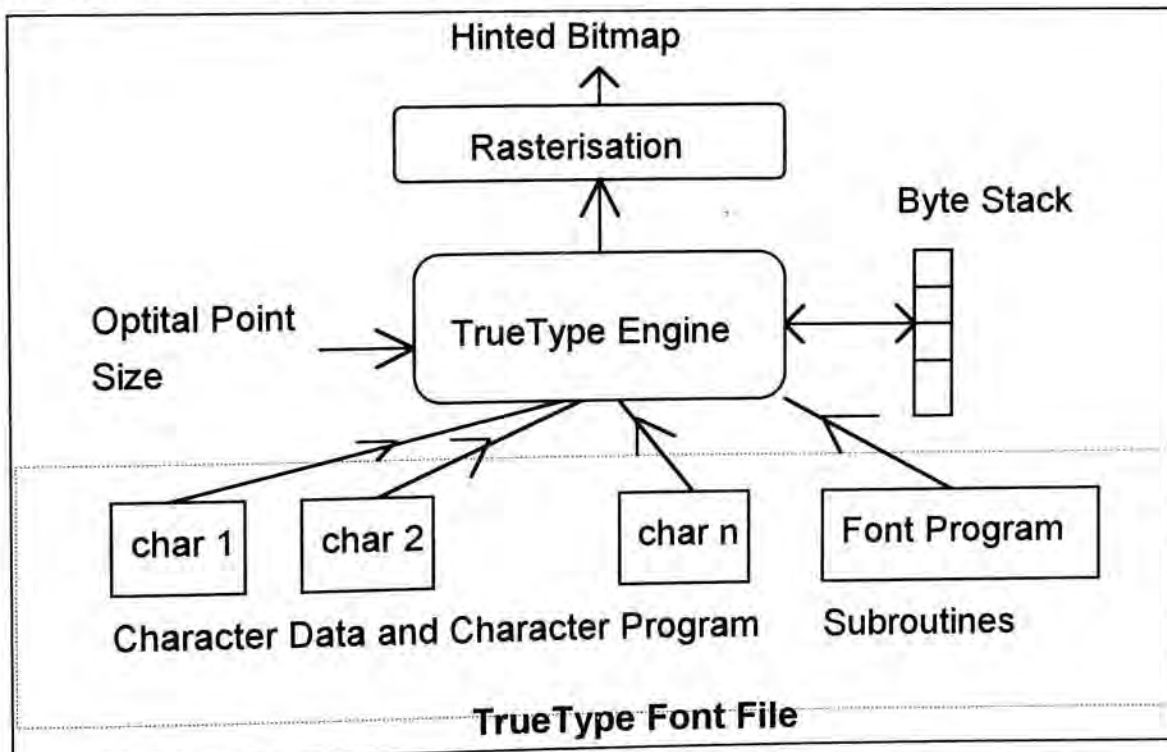 Hinted Bitmap
Rasterisation
Byte Stack
Optital Point
Size
TrueType Engine
char 1
char 2
char n
Font Program
Character Data and Character Program
Subroutines
TrueType Font File